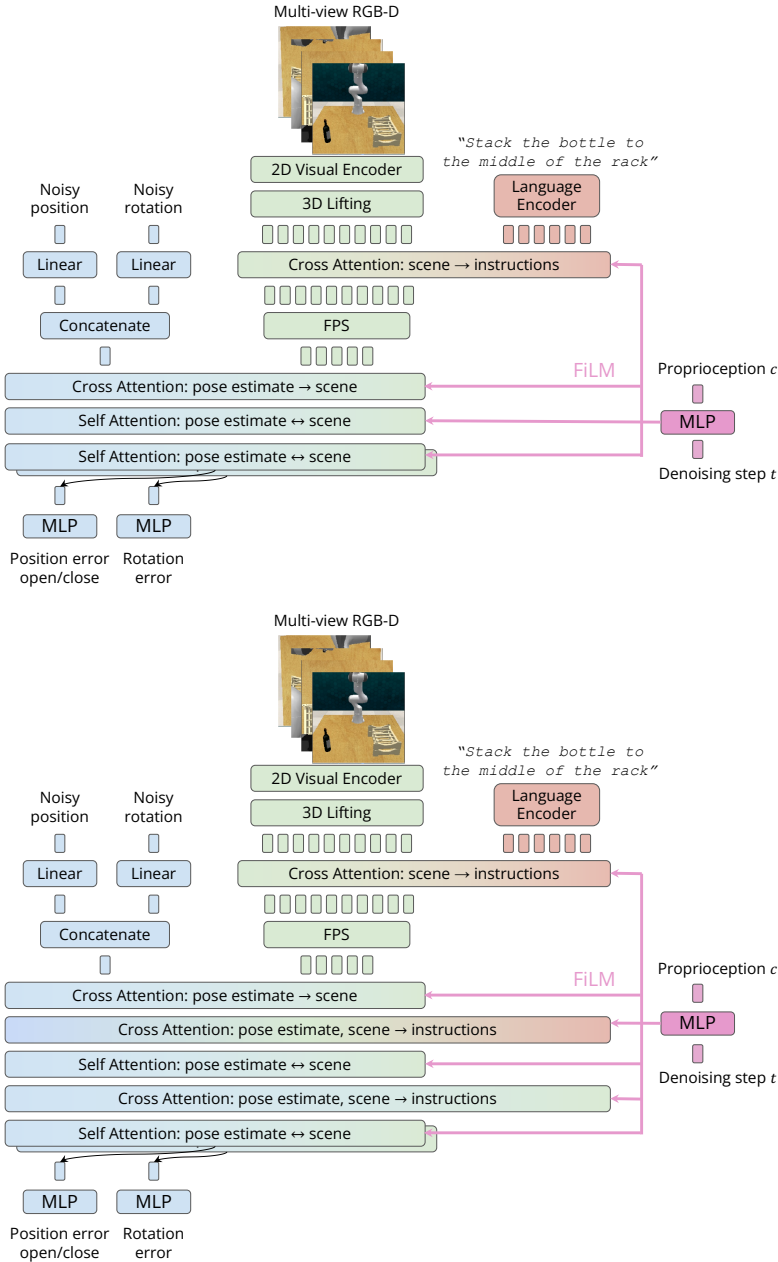 Multi-view RGB-D
"Stack the bottle to
the middle of the rack"
2D Visual Encoder
Noisy
position
Noisy
rotation
3D Lifting
Language
Encoder
Linear
Linear
Cross Attention: scene → instructions
Concatenate
FPS
FiLM
Proprioception c
Cross Attention: pose estimate → scene
Self Attention: pose estimate ↔ scene
MLP
Self Attention: pose estimate ↔ scene
Denoising step t
MLP
MLP
Position error
open/close
Rotation
error
Multi-view RGB-D
"Stack the bottle to
the middle of the rack"
2D Visual Encoder
Noisy
position
Noisy
rotation
3D Lifting
Language
Encoder
Linear
Linear
Cross Attention: scene → instructions
Concatenate
FPS
FiLM
Proprioception c
Cross Attention: pose estimate → scene
Cross Attention: pose estimate, scene → instructions
MLP
Self Attention: pose estimate ↔ scene
Denoising step t
Cross Attention: pose estimate, scene → instructions
Self Attention: pose estimate ↔ scene
MLP
MLP
Position error
open/close
Rotation
error